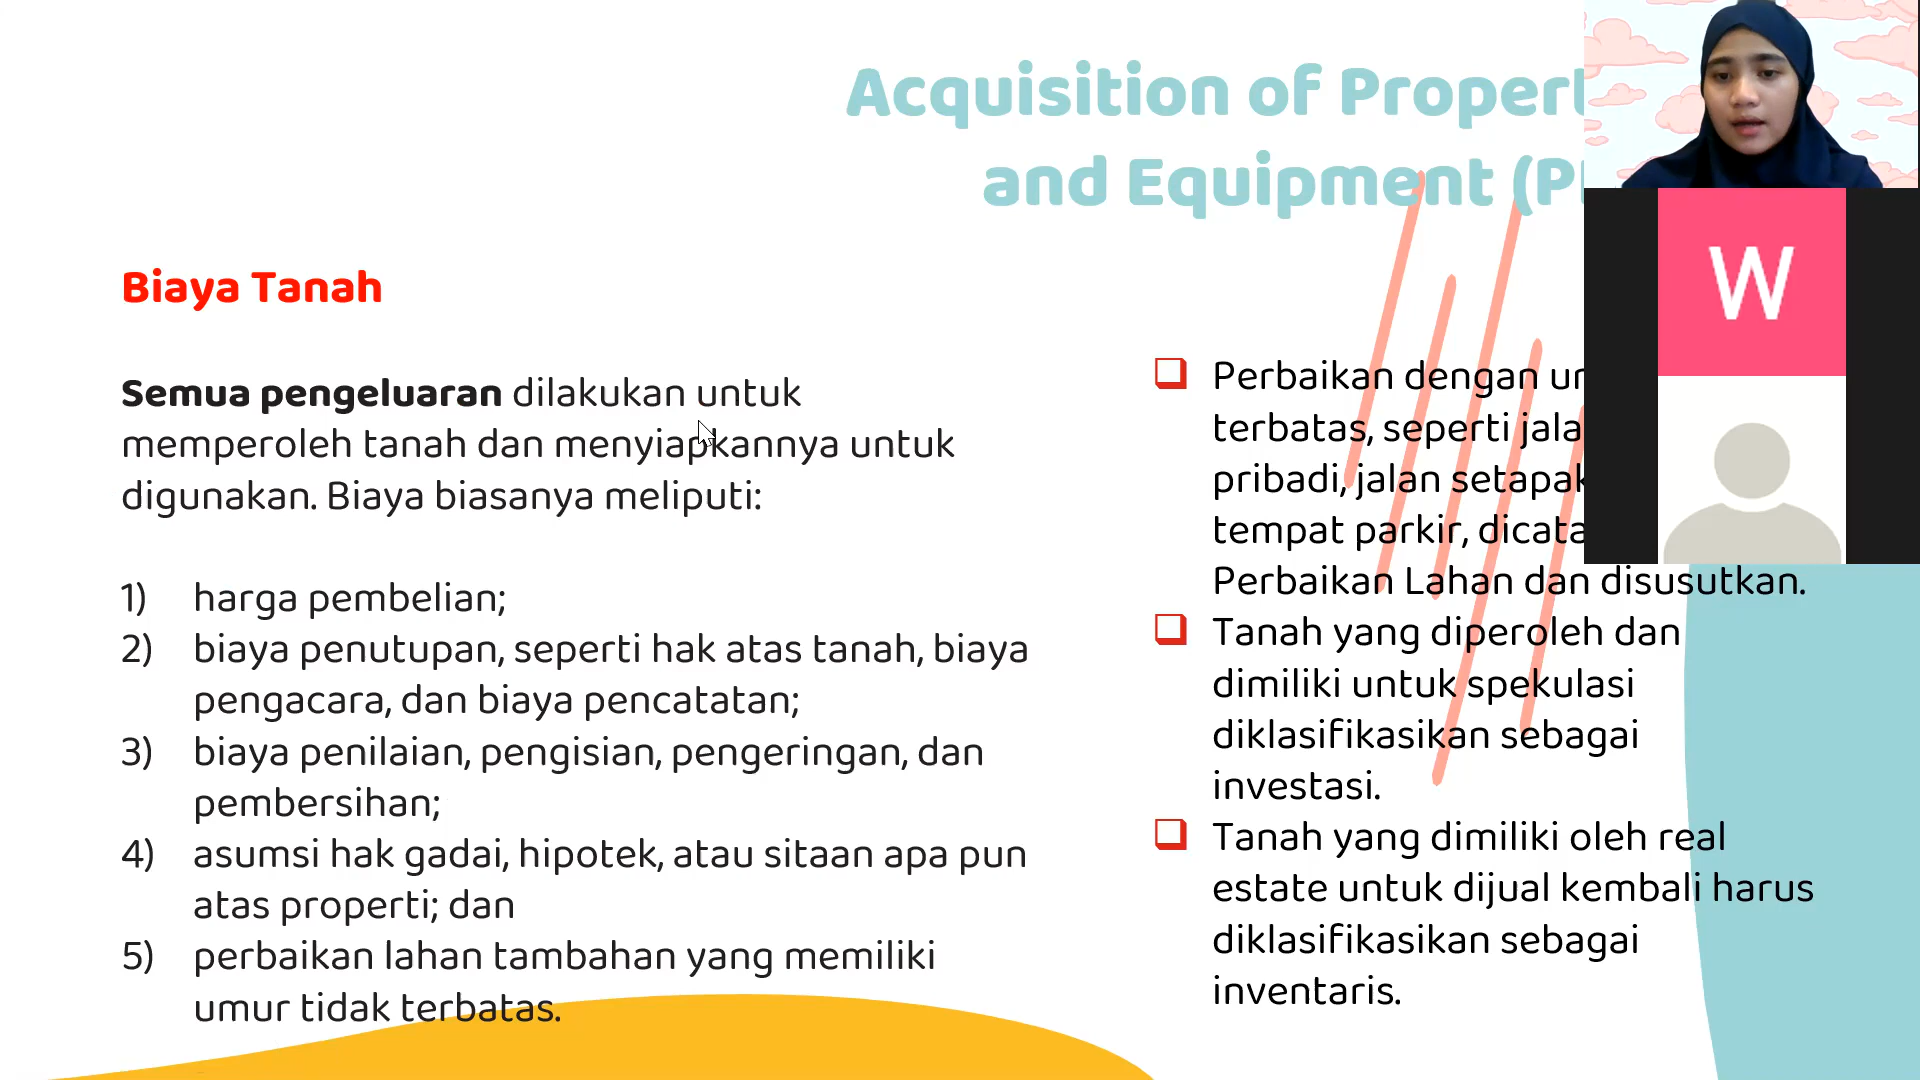 Acquisition of
and Equipment
Biaya Tanah
Semua pengeluaran dilakukan untuk
memperoleh tanah dan menyiapkannya untuk
digunakan. Biaya biasanya meliputi:
1) harga pembelian;
2) biaya penutupan, seperti hak atas tanah, biaya
pengacara, dan biaya pencatatan;
3) biaya penilaian, pengisian, pengeringan, dan
pembersihan;
4) asumsi hak gadai, hipotek, atau sitaan apa pun
atas properti; dan
5) perbaikan lahan tambahan yang memiliki
umur tidak terbatas.
Perbaikan dengan
terbatas, seperti
pribadi, jalan
tempat parkir,
Perbaikan Lahan dan disusutkan.
Tanah yang diperoleh dan
dimiliki untuk spekulasi
diklasifikasikan sebagai
investasi.
Tanah yang dimiliki oleh real
estate untuk dijual kembali harus
diklasifikasikan sebagai
inventaris.
W